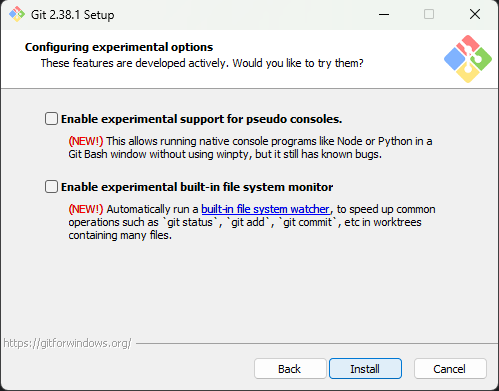 Git 2.38.1 Setup
Configuring experimental options
These features are developed actively. Would you like to try them?
Enable experimental support for pseudo consoles.
(NEW!) This allows running native console programs like Node or Python in a
Git Bash window without using winpty, but it still has known bugs.
Enable experimental built-in file system monitor
(NEW!) Automatically run a built-in file system watcher, to speed up common
operations such as `git status`, `git add`, `git commit`, etc in worktrees
containing many files.
https://gitforwindows.org/
Back
Install
Cancel